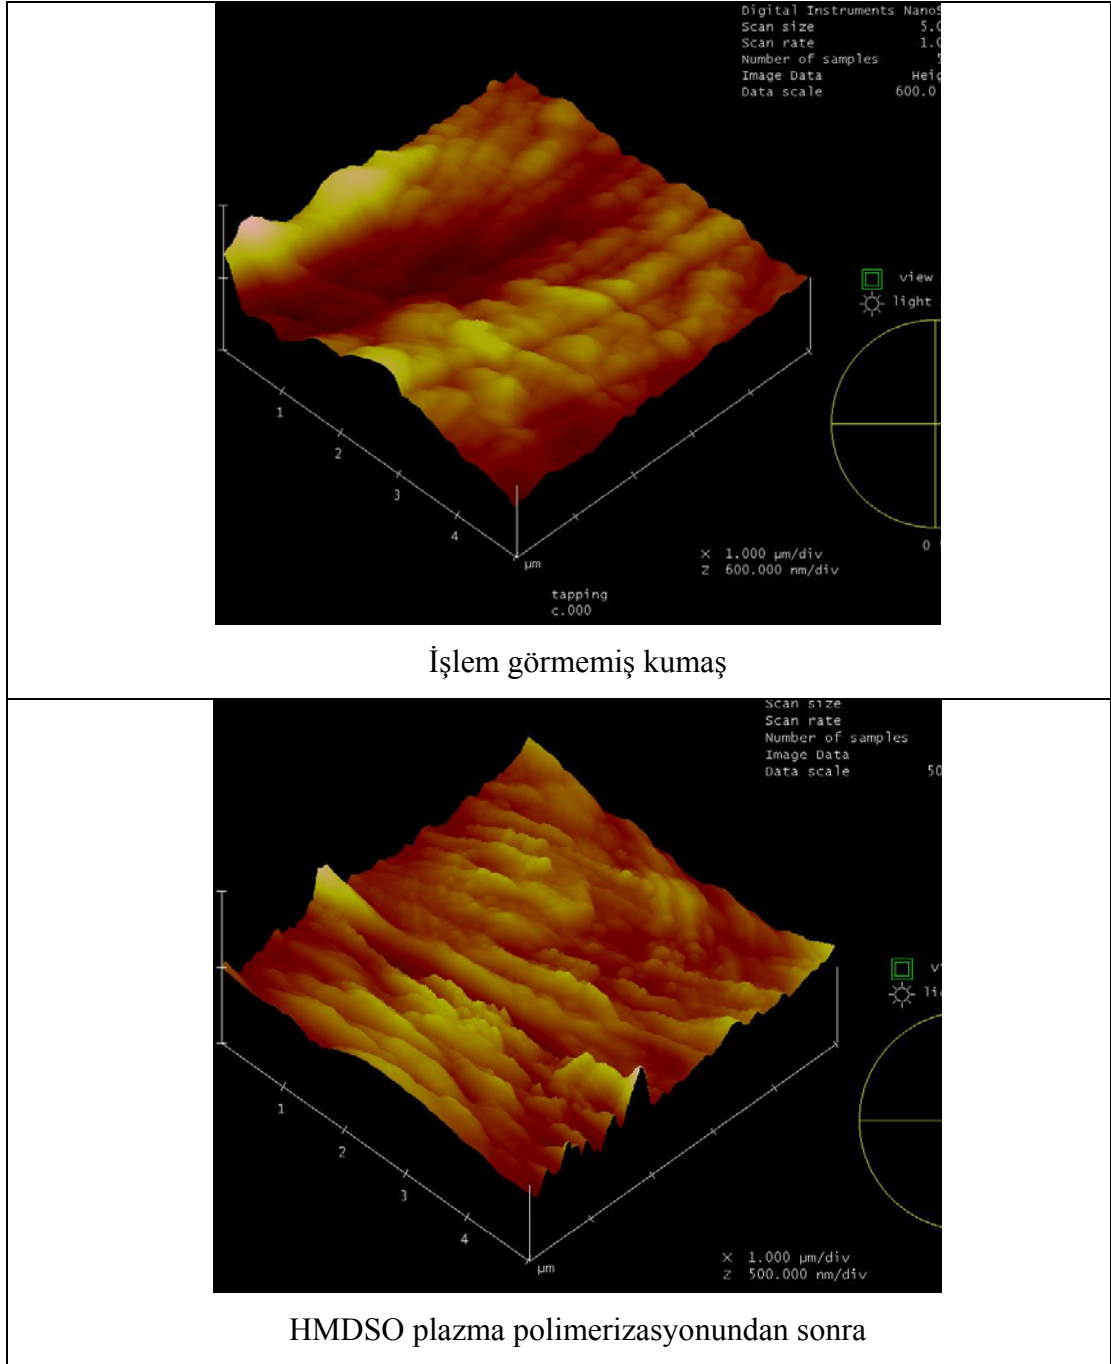 Digital Instruments Nano
Scan size 5.0
Scan rate 1.0
Number of samples
Image Data Heig
Data scale 600.0
view
light
1
2
3
4
µm
0
X 1.000 µm/div
Z 600.000 nm/div
tapping
c.000
İşlem görmemiş kumaş
Scan size
Scan rate
Number of samples
Image Data
Data scale 50
1
2
3
4
µm
X 1.000 µm/div
Z 500.000 nm/div
HMDSO plazma polimerizasyonundan sonra